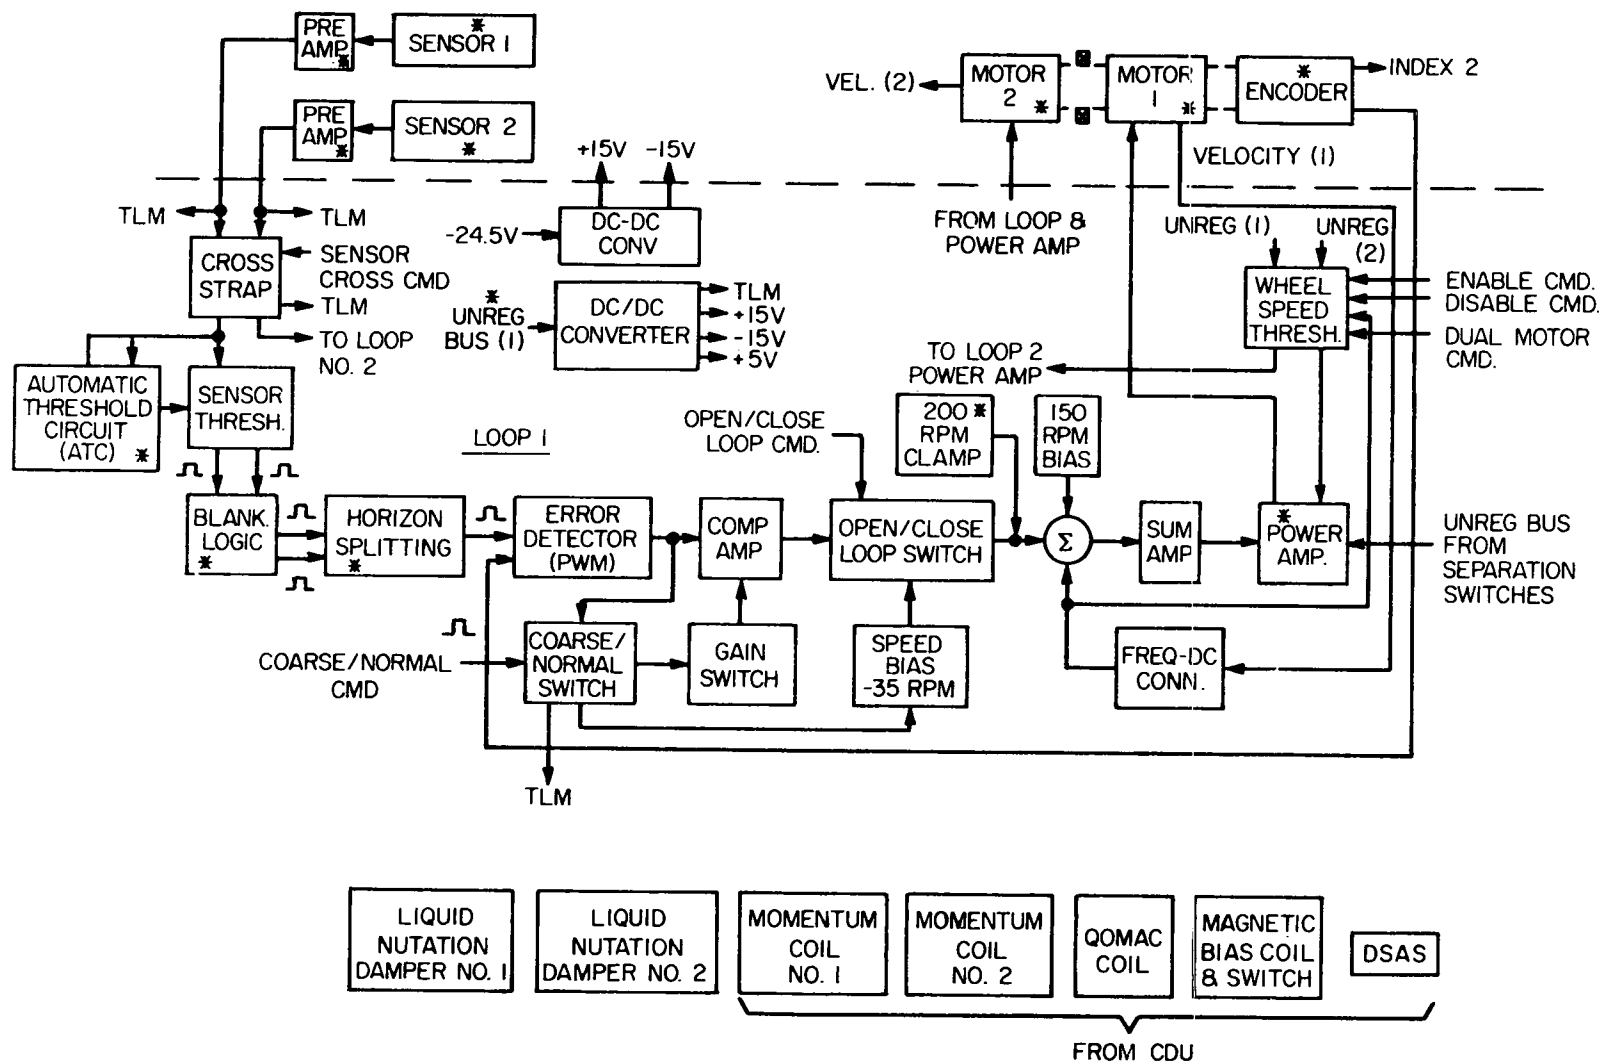 PRE
AMP *
* SENSOR 1
PRE
AMP *
SENSOR 2
*
VEL. (2)
MOTOR
2 *
MOTOR
1 *
*
ENCODER
INDEX 2
VELOCITY (1)
+15V
-15V
TLM
TLM
-24.5V
DC-DC
CONV
FROM LOOP &
POWER AMP
UNREG (1)
UNREG
(2)
CROSS
STRAP
SENSOR
CROSS CMD
TLM
TO LOOP
NO. 2
*
UNREG
BUS (1)
DC/DC
CONVERTER
TLM
+15V
-15V
+5V
WHEEL
SPEED
THRESH.
ENABLE CMD.
DISABLE CMD.
DUAL MOTOR
CMD.
TO LOOP 2
POWER AMP
AUTOMATIC
THRESHOLD
CIRCUIT
(ATC) *
SENSOR
THRESH.
LOOP 1
OPEN/CLOSE
LOOP CMD.
200 *
RPM
CLAMP
150
RPM
BIAS
BLANK.
LOGIC
*
HORIZON
SPLITTING
*
ERROR
DETECTOR
(PWM)
COMP
AMP
OPEN/CLOSE
LOOP SWITCH
Σ
SUM
AMP
*
POWER
AMP.
UNREG BUS
FROM
SEPARATION
SWITCHES
COARSE/NORMAL
CMD
COARSE/
NORMAL
SWITCH
GAIN
SWITCH
SPEED
BIAS
-35 RPM
FREQ-DC
CONN.
TLM
LIQUID
NUTATION
DAMPER NO. 1
LIQUID
NUTATION
DAMPER NO. 2
MOMENTUM
COIL
NO. 1
MOMENTUM
COIL
NO. 2
QOMAC
COIL
MAGNETIC
BIAS COIL
& SWITCH
DSAS
FROM CDU